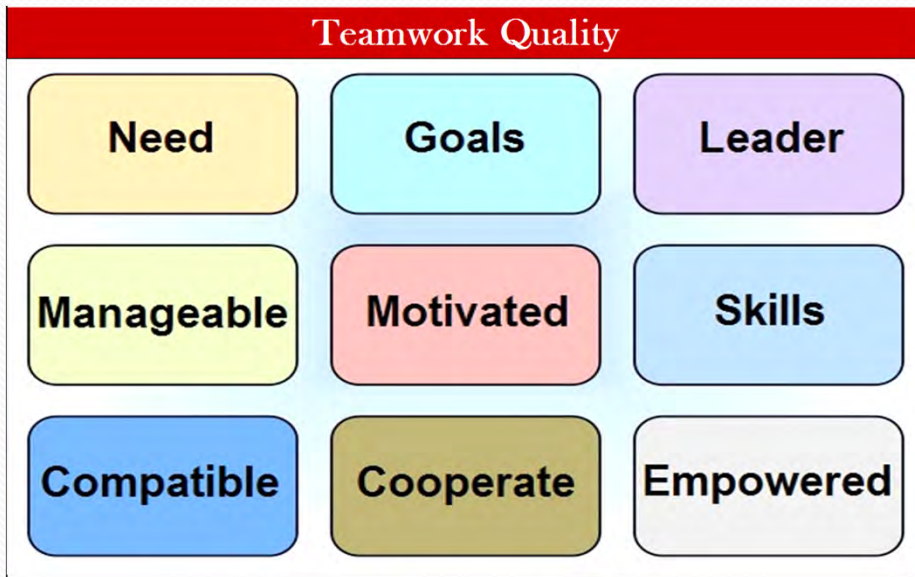 Teamwork Quality
Need
Goals
Leader
Manageable
Motivated
Skills
Compatible
Cooperate
Empowered